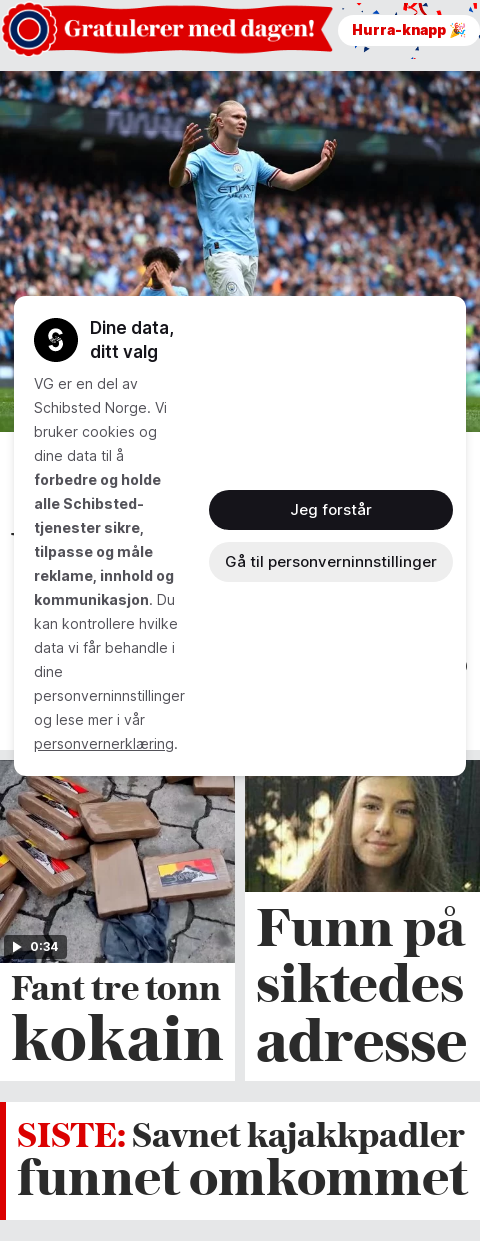 Gratulerer med dagen!
Hurra-knapp 🎉
Dine data,
ditt valg
VG er en del av
Schibsted Norge. Vi
bruker cookies og
dine data til å
forbedre og holde
alle Schibsted-
tjenester sikre,
tilpasse og måle
reklame, innhold og
kommunikasjon. Du
kan kontrollere hvilke
data vi får behandle i
dine
personverninnstillinger
og lese mer i vår
personvernerklæring.
Jeg forstår
Gå til personverninnstillinger
0:34
Fant tre tonn
kokain
Funn på
siktedes
adresse
SISTE: Savnet kajakkpadler
funnet omkommet